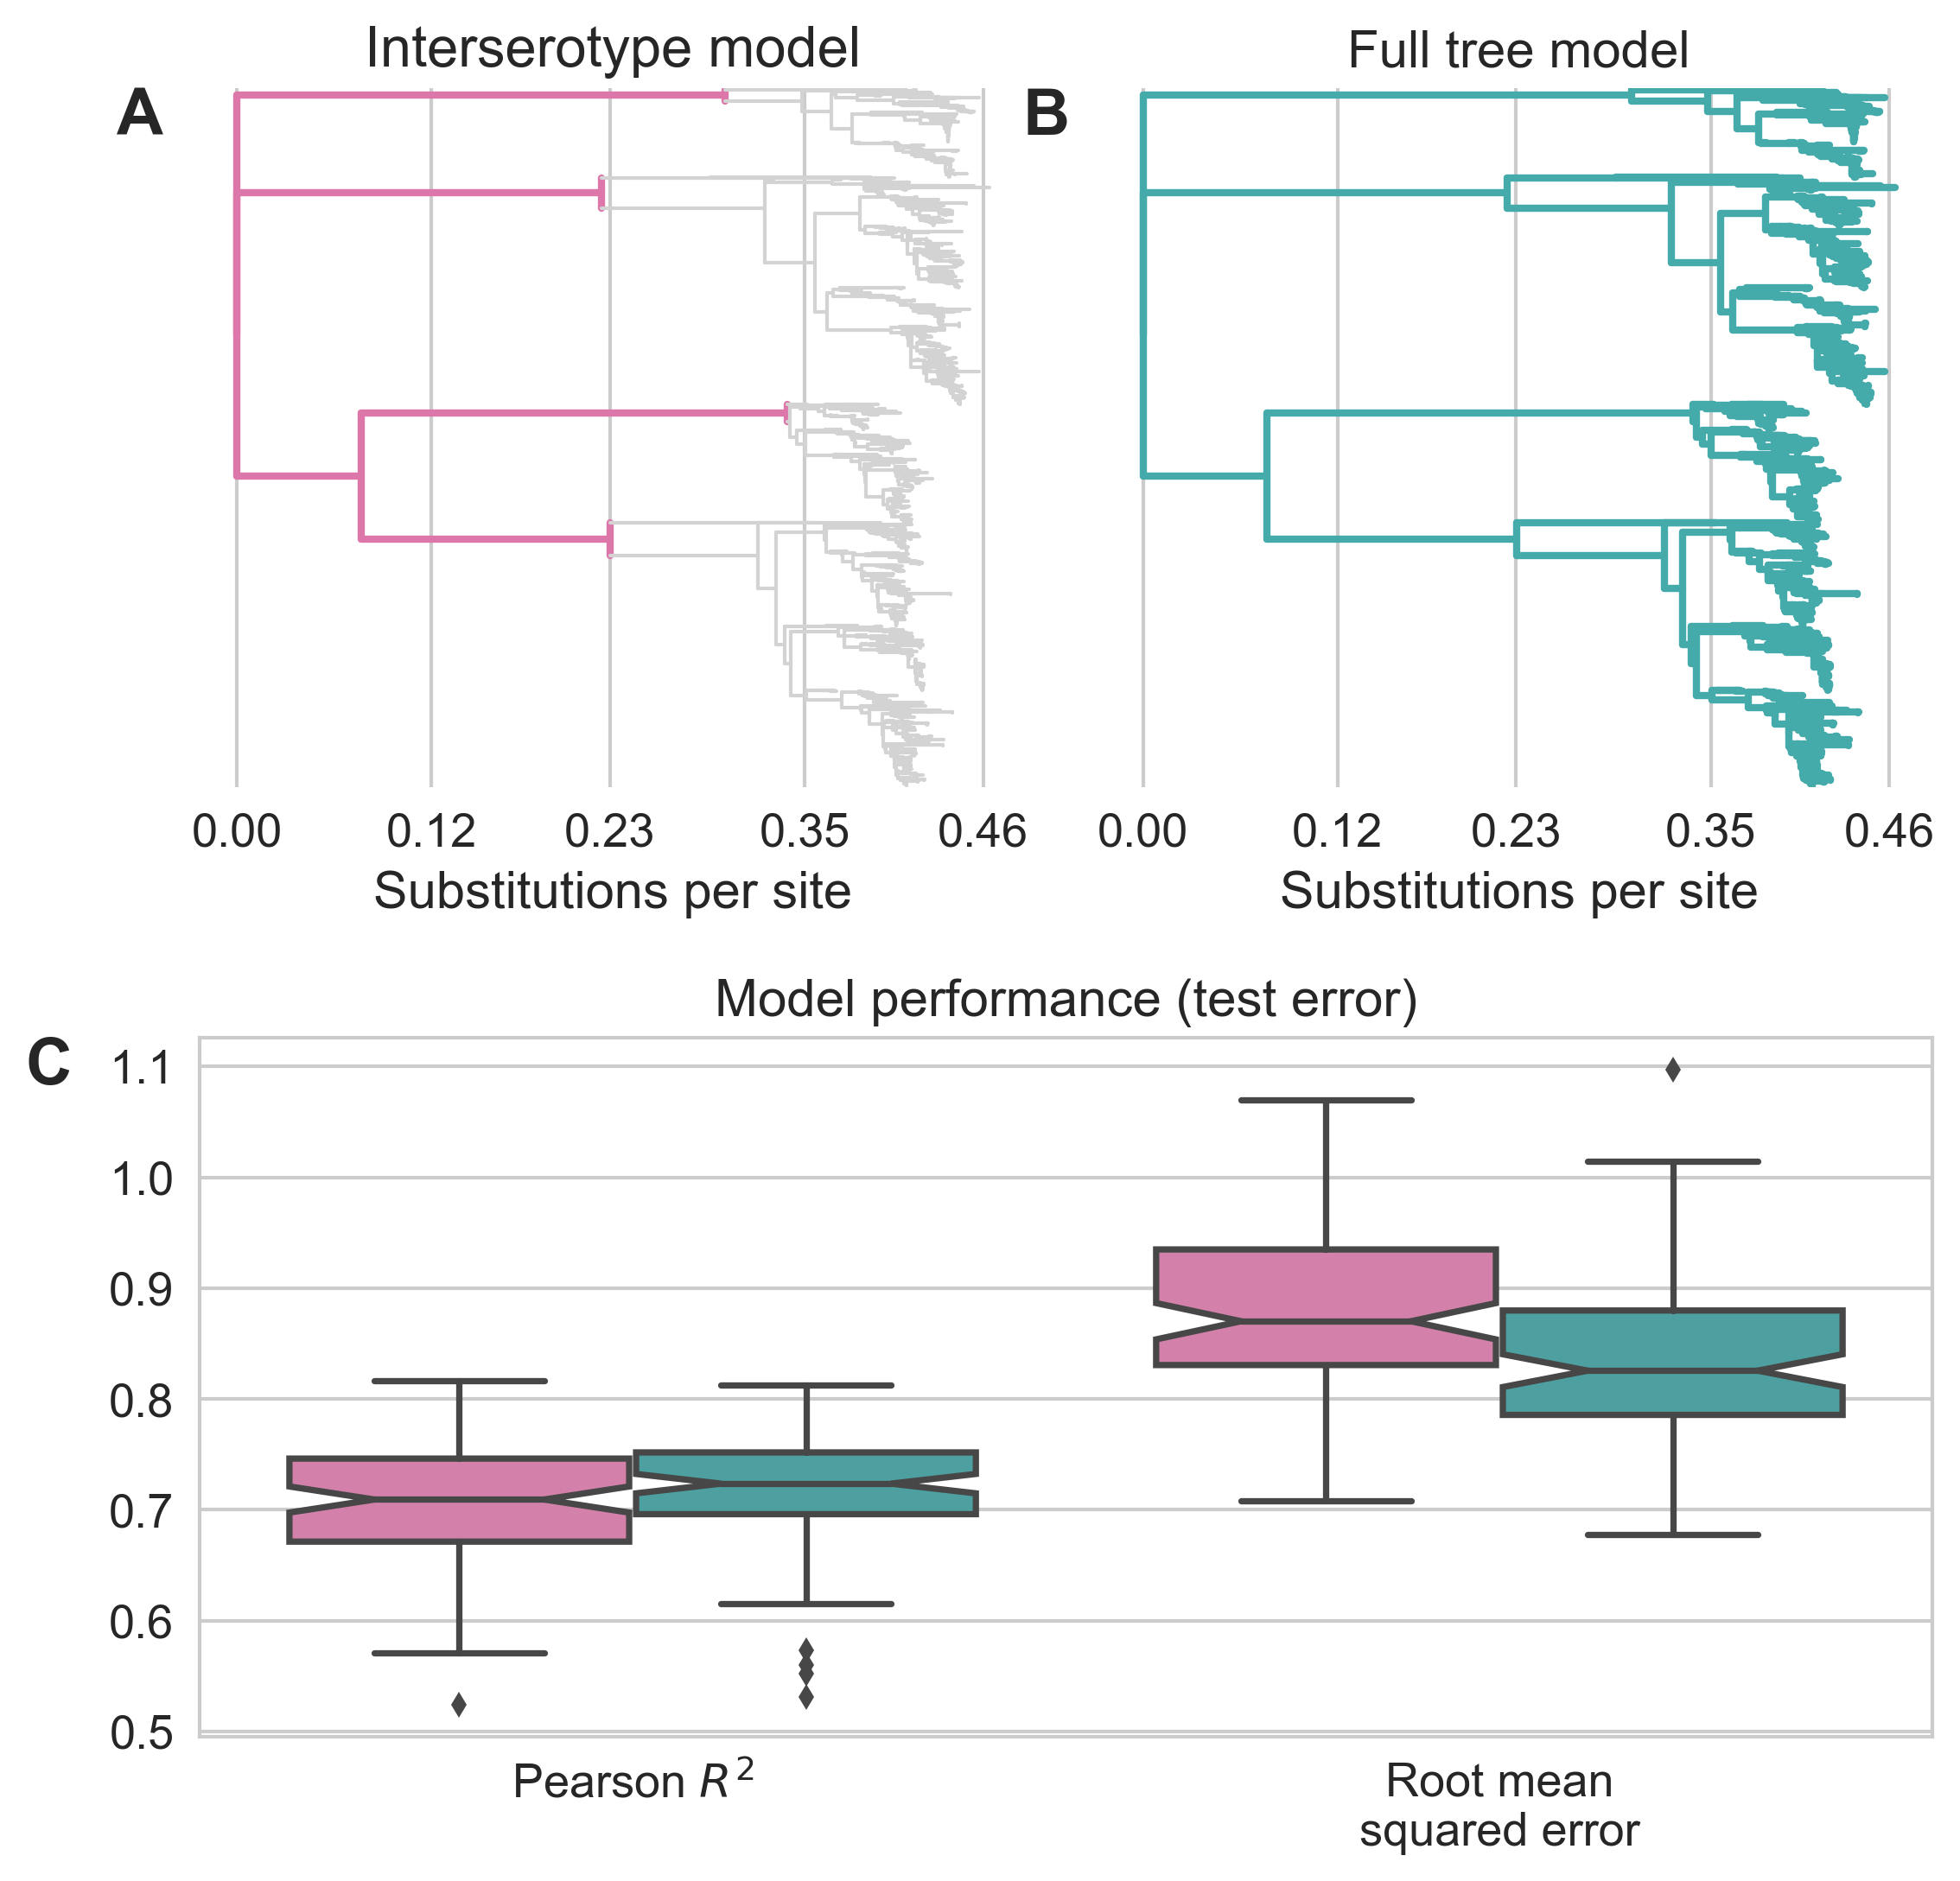 Interserotype model
Full tree model
A
B
0.00 0.12 0.23 0.35 0.46
0.00 0.12 0.23 0.35 0.46
Substitutions per site
Substitutions per site
Model performance (test error)
C
1.1
1.0
0.9
0.8
0.7
0.6
0.5
Pearson R²
Root mean
squared error